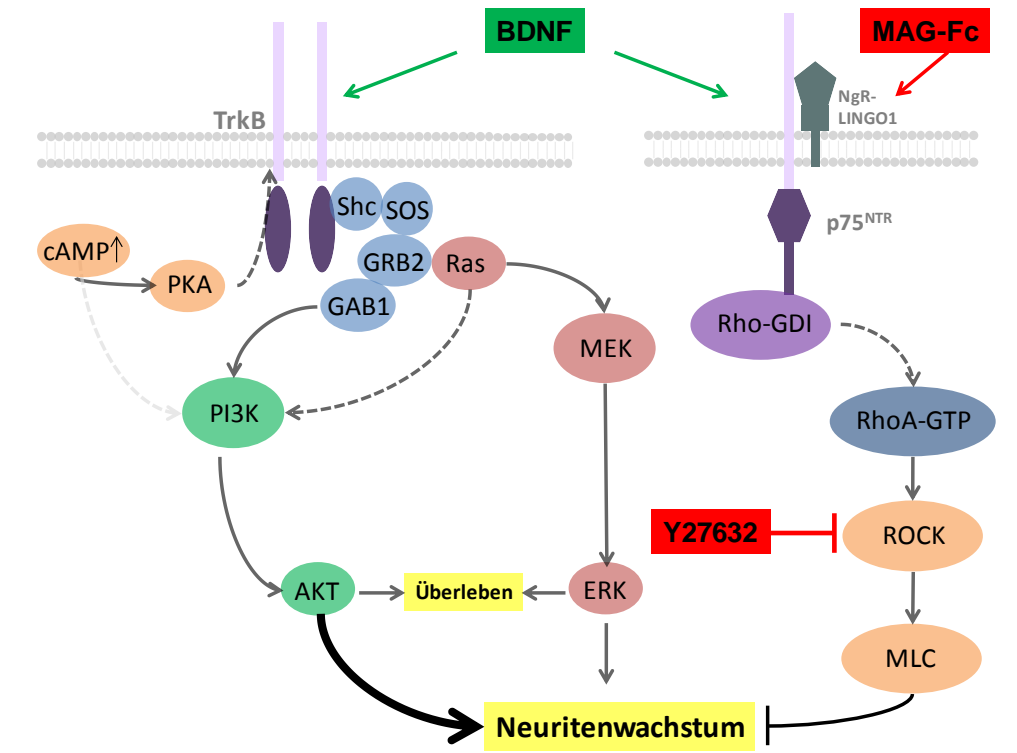 BDNF
MAG-Fc
TrkB
NgR-
LINGO1
Shc
SOS
p75NTR
cAMP↑
PKA
GRB2
Ras
GAB1
Rho-GDI
MEK
PI3K
RhoA-GTP
Y27632
ROCK
AKT
Überleben
ERK
MLC
Neuritenwachstum